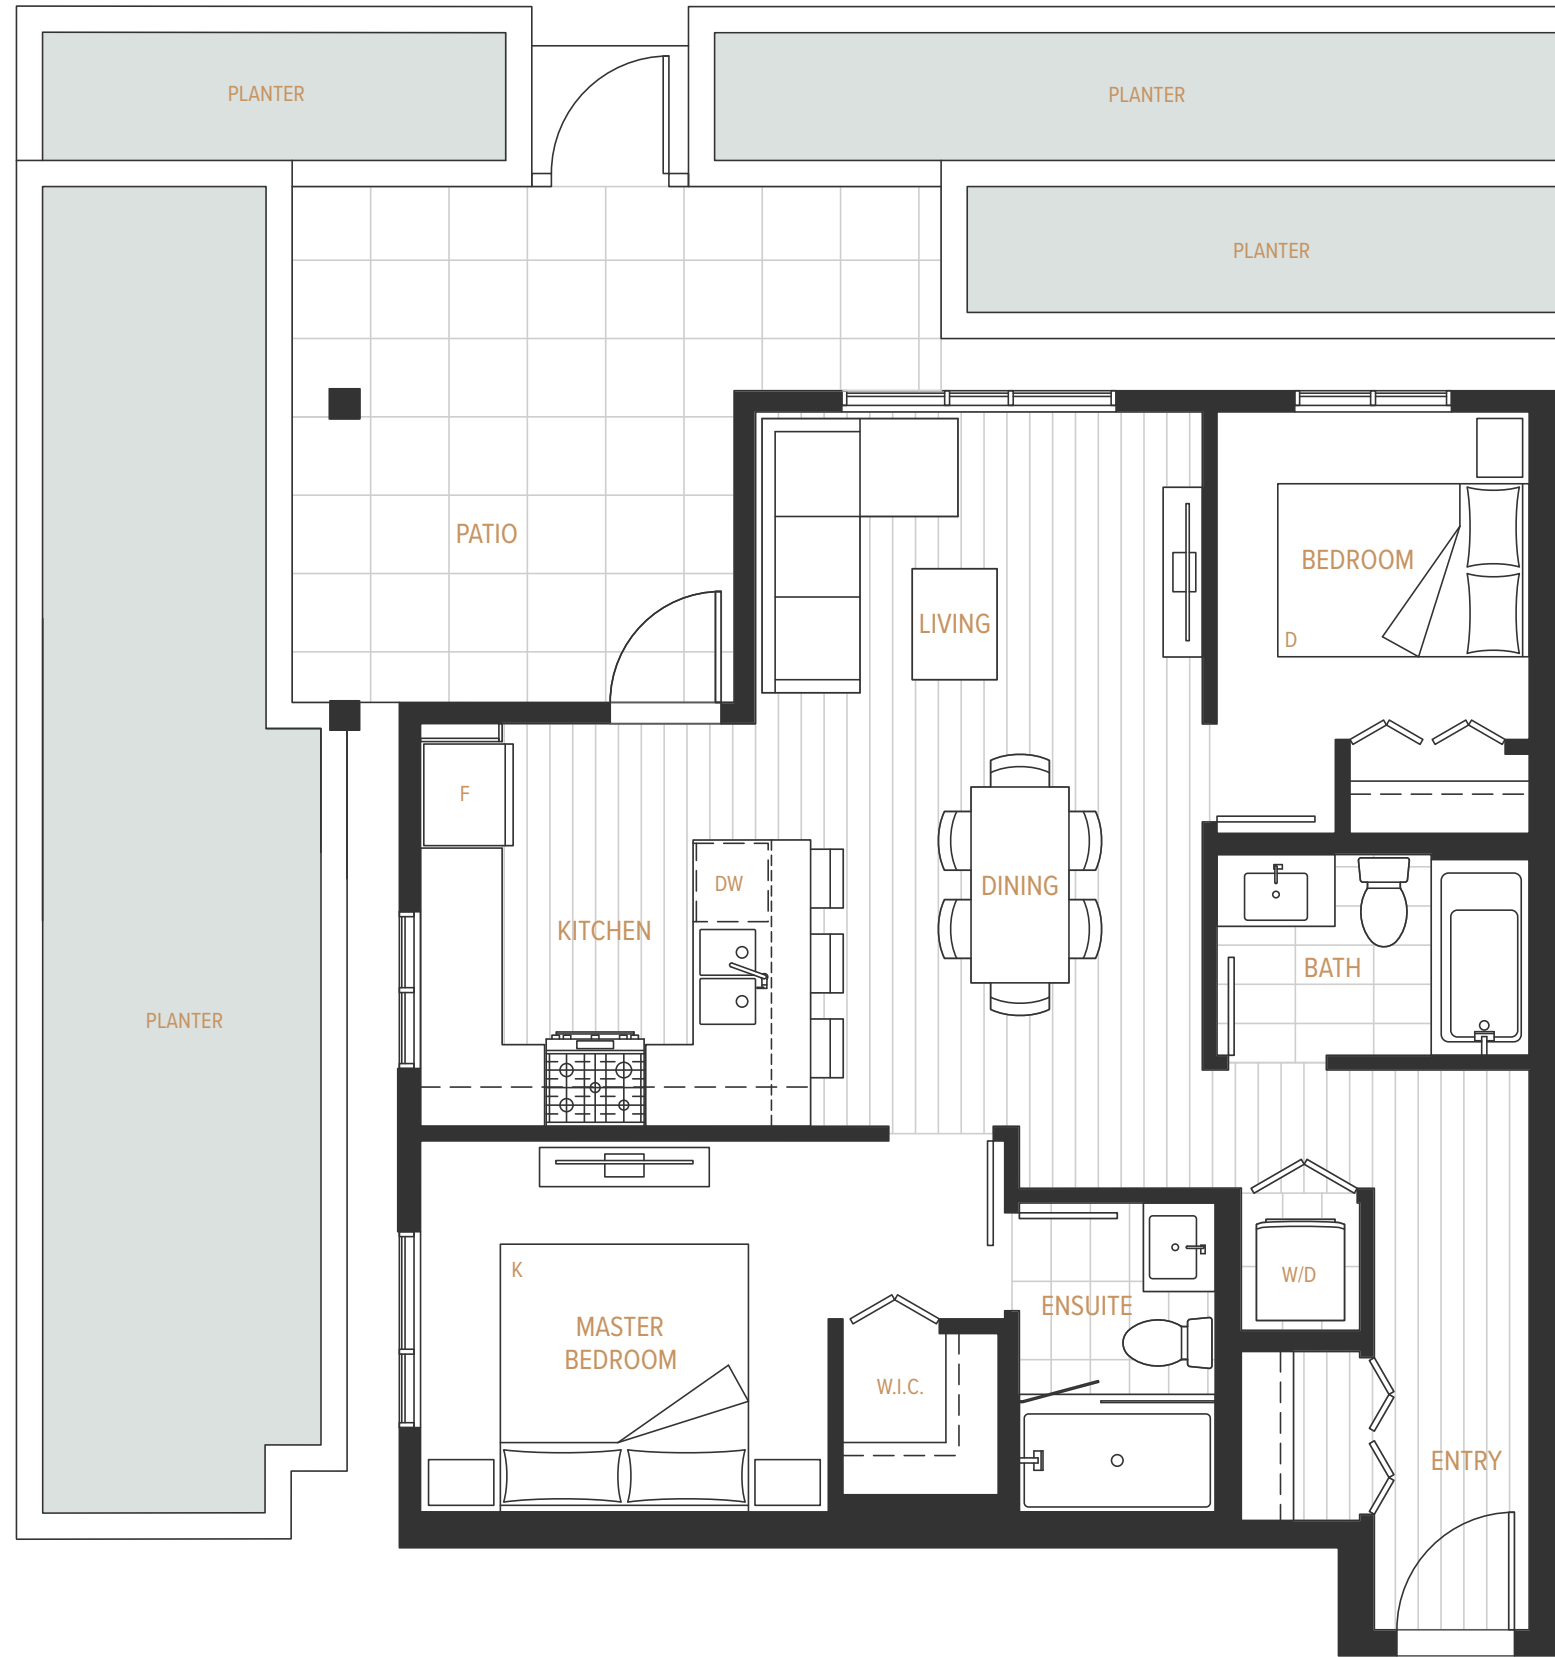 PLANTER
PLANTER
PLANTER
PATIO
BEDROOM
LIVING
D
F
DW
DINING
KITCHEN
BATH
PLANTER
K
W/D
ENSUITE
MASTER
BEDROOM
W.I.C.
ENTRY